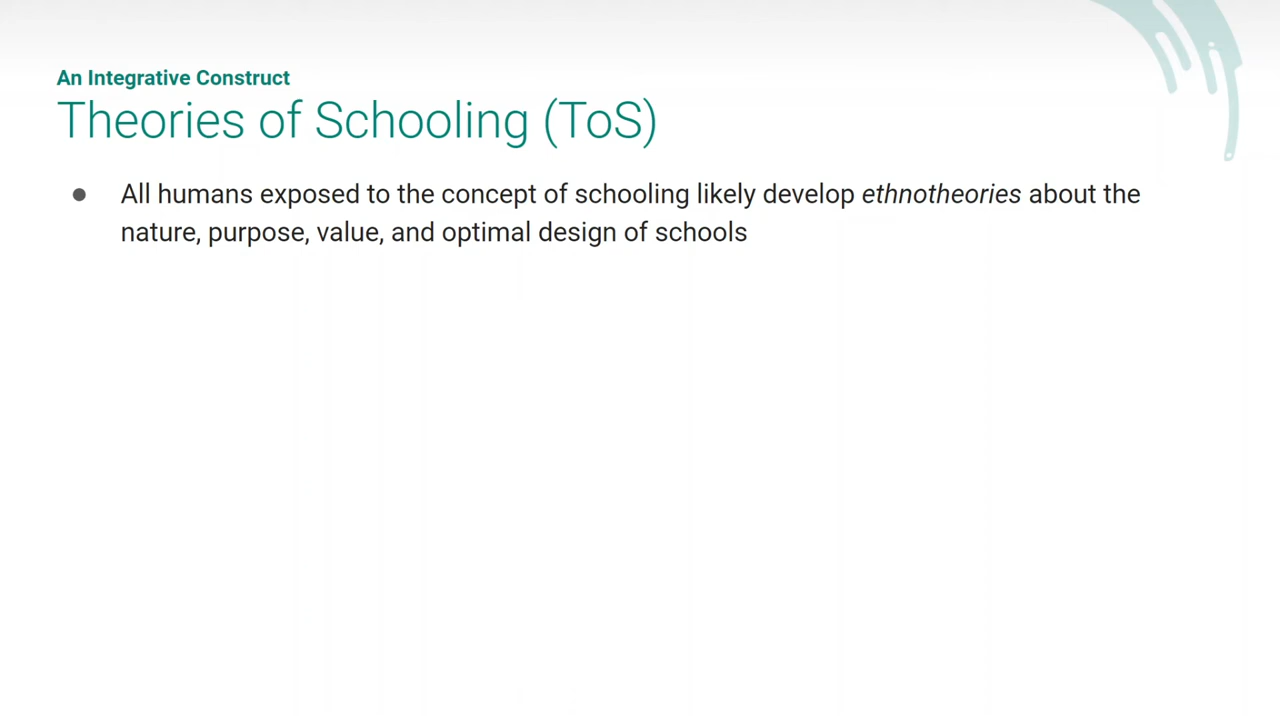 An Integrative Construct
Theories of Schooling (ToS)
● All humans exposed to the concept of schooling likely develop ethnotheories about the
nature, purpose, value, and optimal design of schools